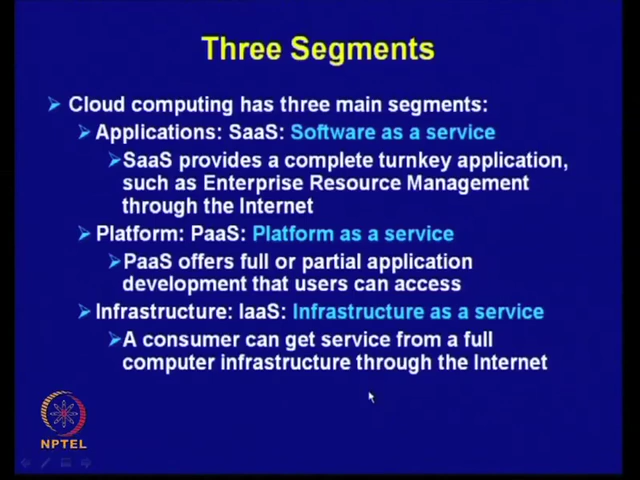 Three Segments
Cloud computing has three main segments:
Applications: SaaS: Software as a service
SaaS provides a complete turnkey application,
such as Enterprise Resource Management
through the Internet
Platform: PaaS: Platform as a service
PaaS offers full or partial application
development that users can access
Infrastructure: IaaS: Infrastructure as a service
A consumer can get service from a full
computer infrastructure through the Internet
NPTEL